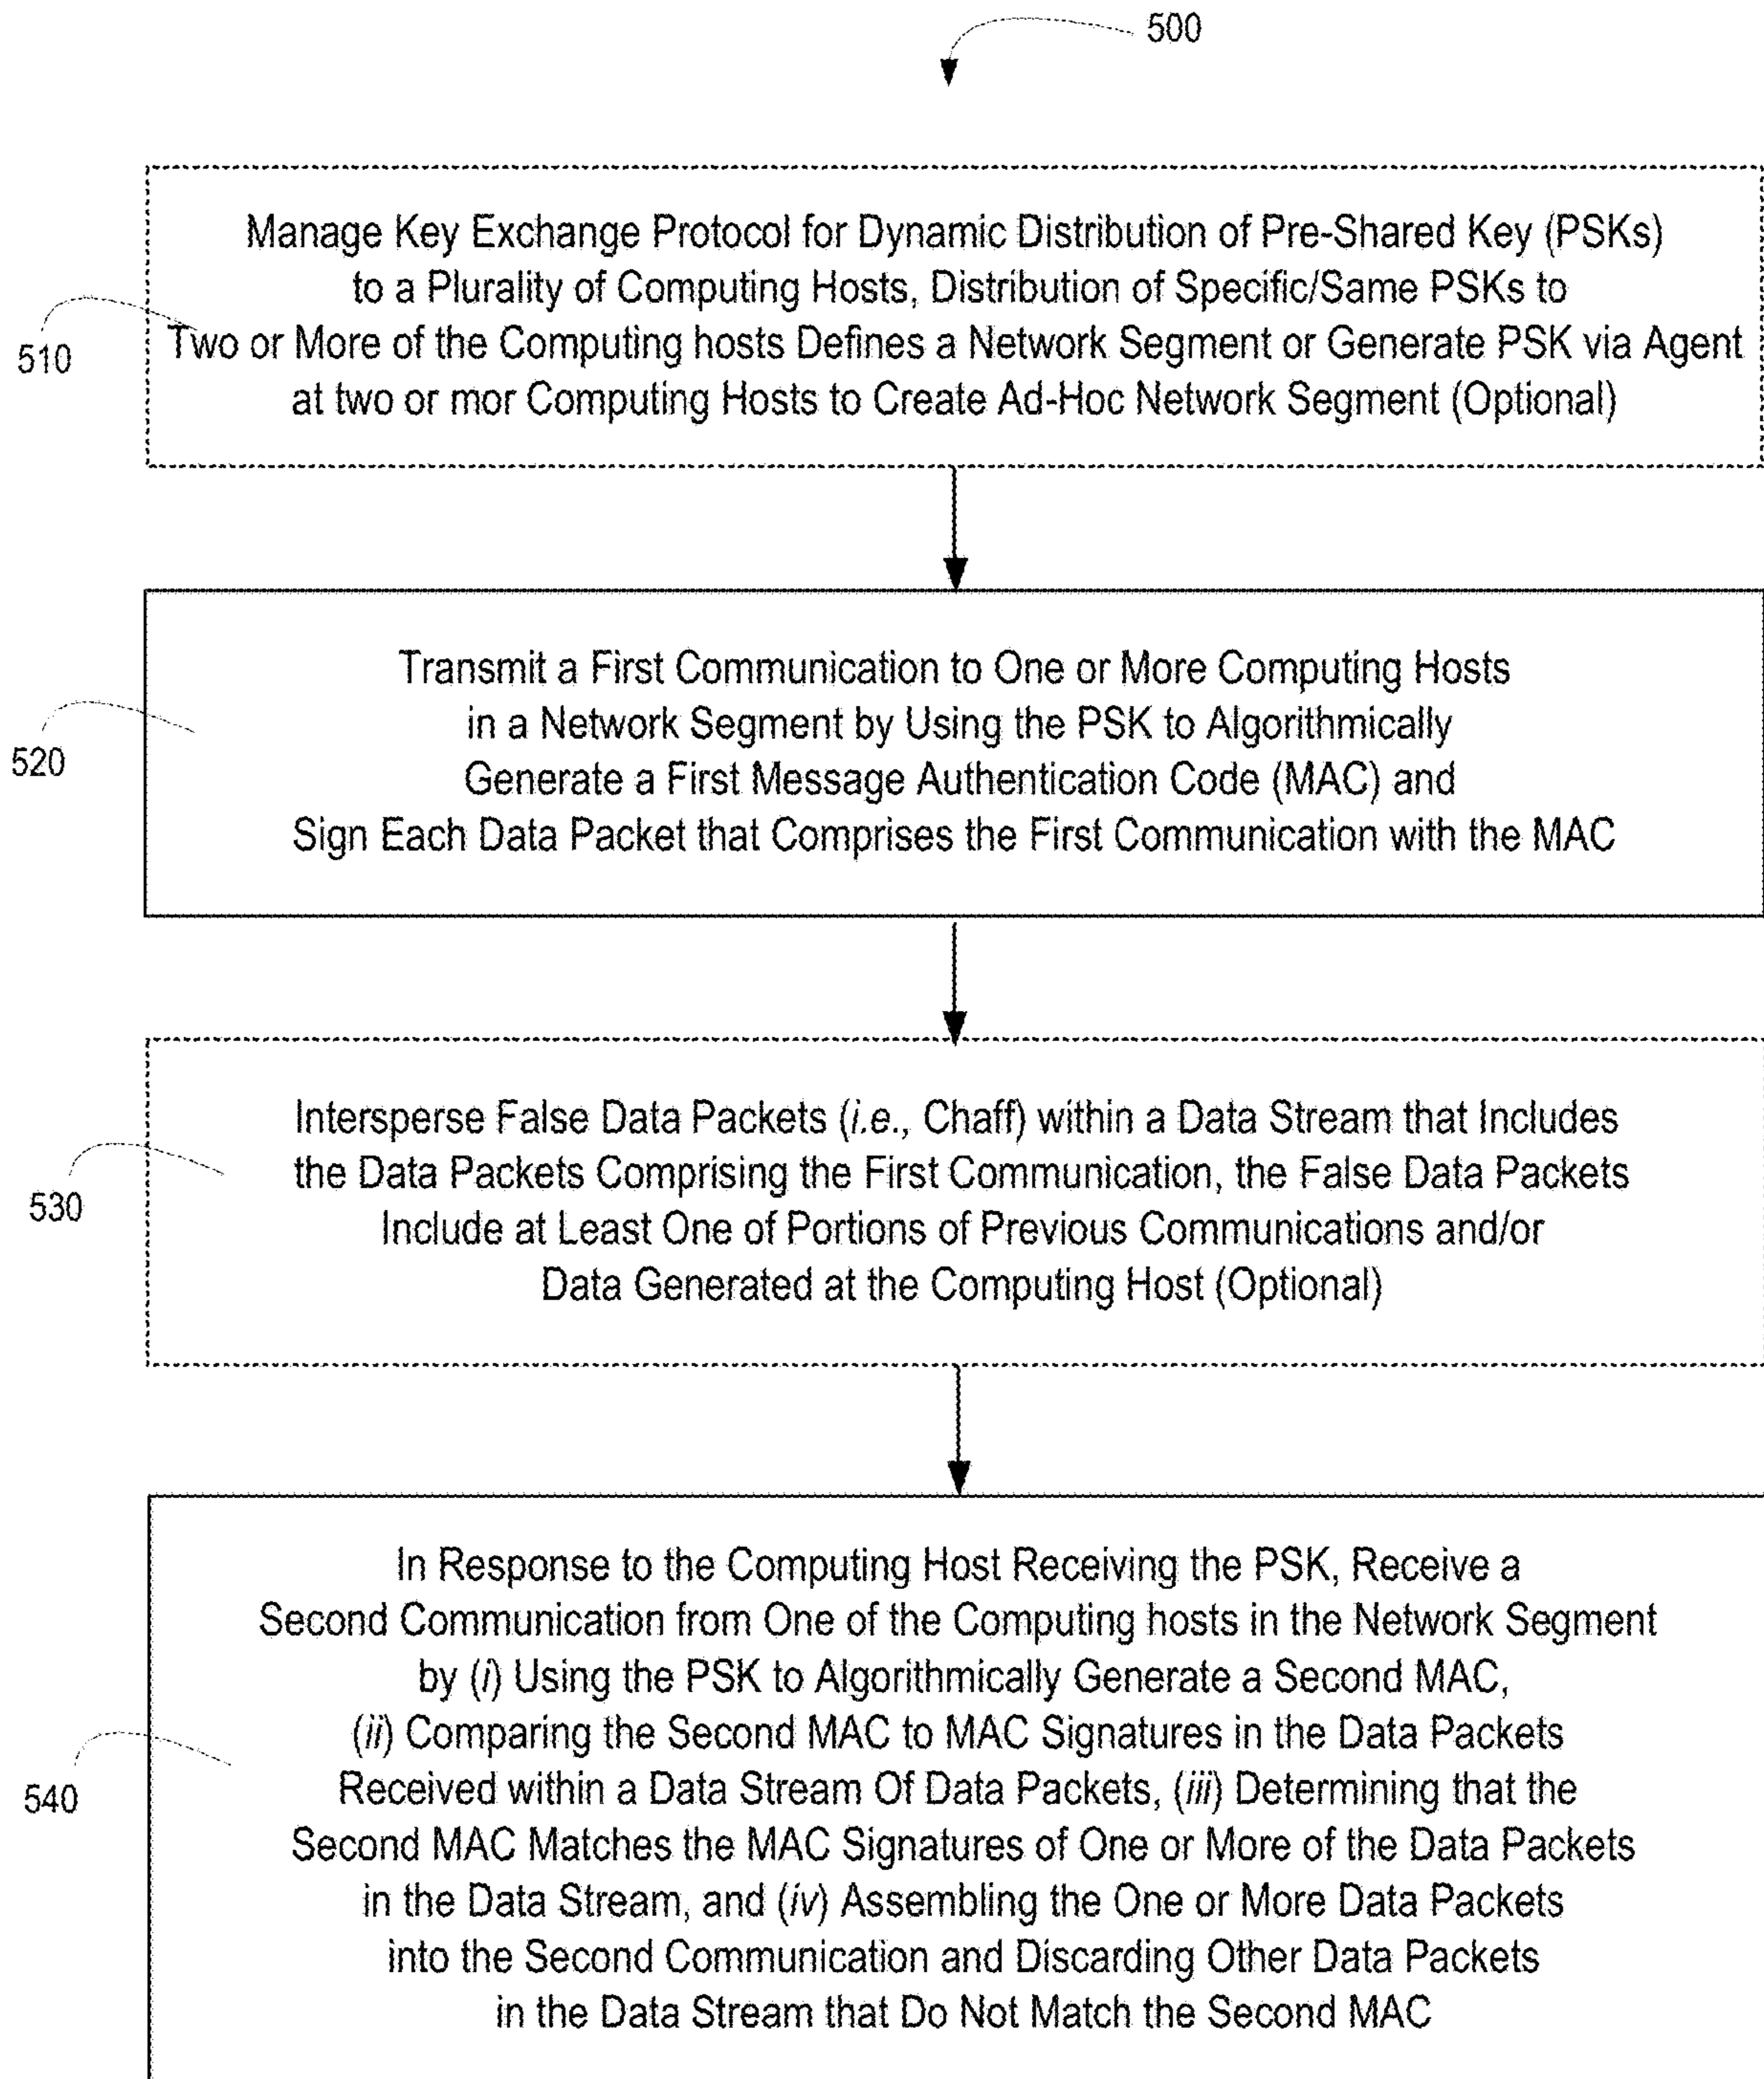 500
Manage Key Exchange Protocol for Dynamic Distribution of Pre-Shared Key (PSKs)
to a Plurality of Computing Hosts, Distribution of Specific/Same PSKs to
Two or More of the Computing hosts Defines a Network Segment or Generate PSK via Agent
at two or mor Computing Hosts to Create Ad-Hoc Network Segment (Optional)
510
Transmit a First Communication to One or More Computing Hosts
in a Network Segment by Using the PSK to Algorithmically
Generate a First Message Authentication Code (MAC) and
Sign Each Data Packet that Comprises the First Communication with the MAC
520
Intersperse False Data Packets (i.e., Chaff) within a Data Stream that Includes
the Data Packets Comprising the First Communication, the False Data Packets
Include at Least One of Portions of Previous Communications and/or
Data Generated at the Computing Host (Optional)
530
In Response to the Computing Host Receiving the PSK, Receive a
Second Communication from One of the Computing hosts in the Network Segment
by (i) Using the PSK to Algorithmically Generate a Second MAC,
(ii) Comparing the Second MAC to MAC Signatures in the Data Packets
Received within a Data Stream Of Data Packets, (iii) Determining that the
Second MAC Matches the MAC Signatures of One or More of the Data Packets
in the Data Stream, and (iv) Assembling the One or More Data Packets
into the Second Communication and Discarding Other Data Packets
in the Data Stream that Do Not Match the Second MAC
540